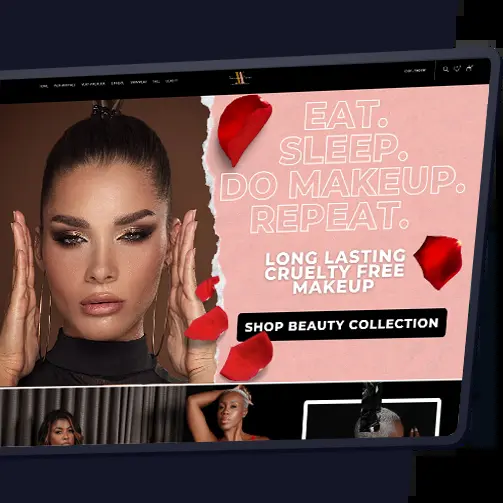 EAT.
SLEEP.
DO MAKEUP.
REPEAT.
LONG LASTING
CRUELTY FREE
MAKEUP
SHOP BEAUTY COLLECTION